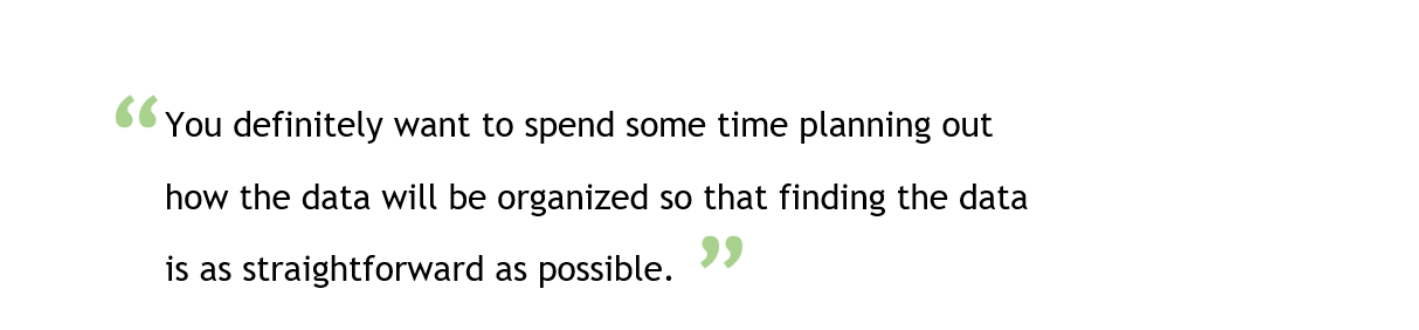 “You definitely want to spend some time planning out
how the data will be organized so that finding the data
is as straightforward as possible. ”